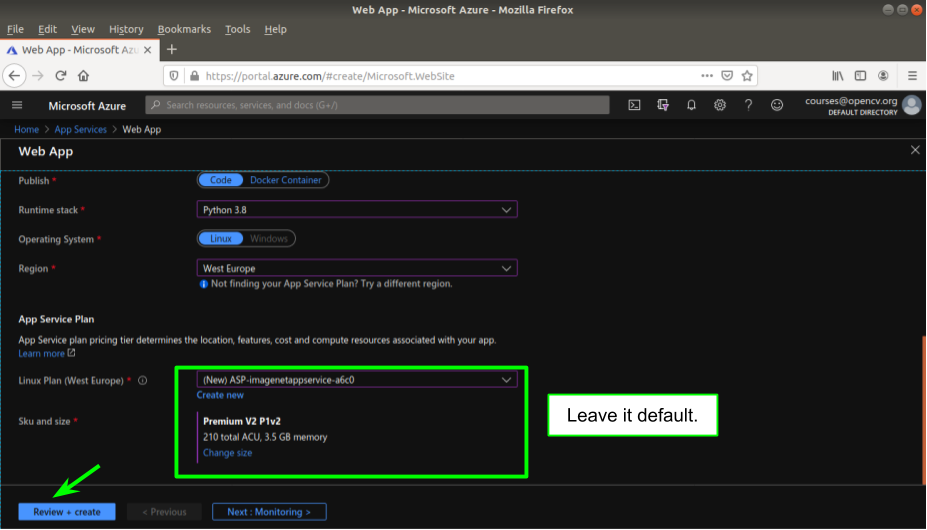 Web App - Microsoft Azure - Mozilla Firefox
File Edit View History Bookmarks Tools Help
Web App - Microsoft Azu
https://portal.azure.com/#create/Microsoft.WebSite
Microsoft Azure
Search resources, services, and docs (G+/)
courses@opencv.org
DEFAULT DIRECTORY
Home > App Services > Web App
Web App
Publish *
Code Docker Container
Runtime stack *
Python 3.8
Operating System *
Linux Windows
Region *
West Europe
Not finding your App Service Plan? Try a different region.
App Service Plan
App Service plan pricing tier determines the location, features, cost and compute resources associated with your app.
Learn more
Linux Plan (West Europe) *
(New) ASP-imagenetappservice-a6c0
Create new
Sku and size *
Premium V2 P1v2
210 total ACU, 3.5 GB memory
Change size
Leave it default.
Review + create
< Previous
Next : Monitoring >